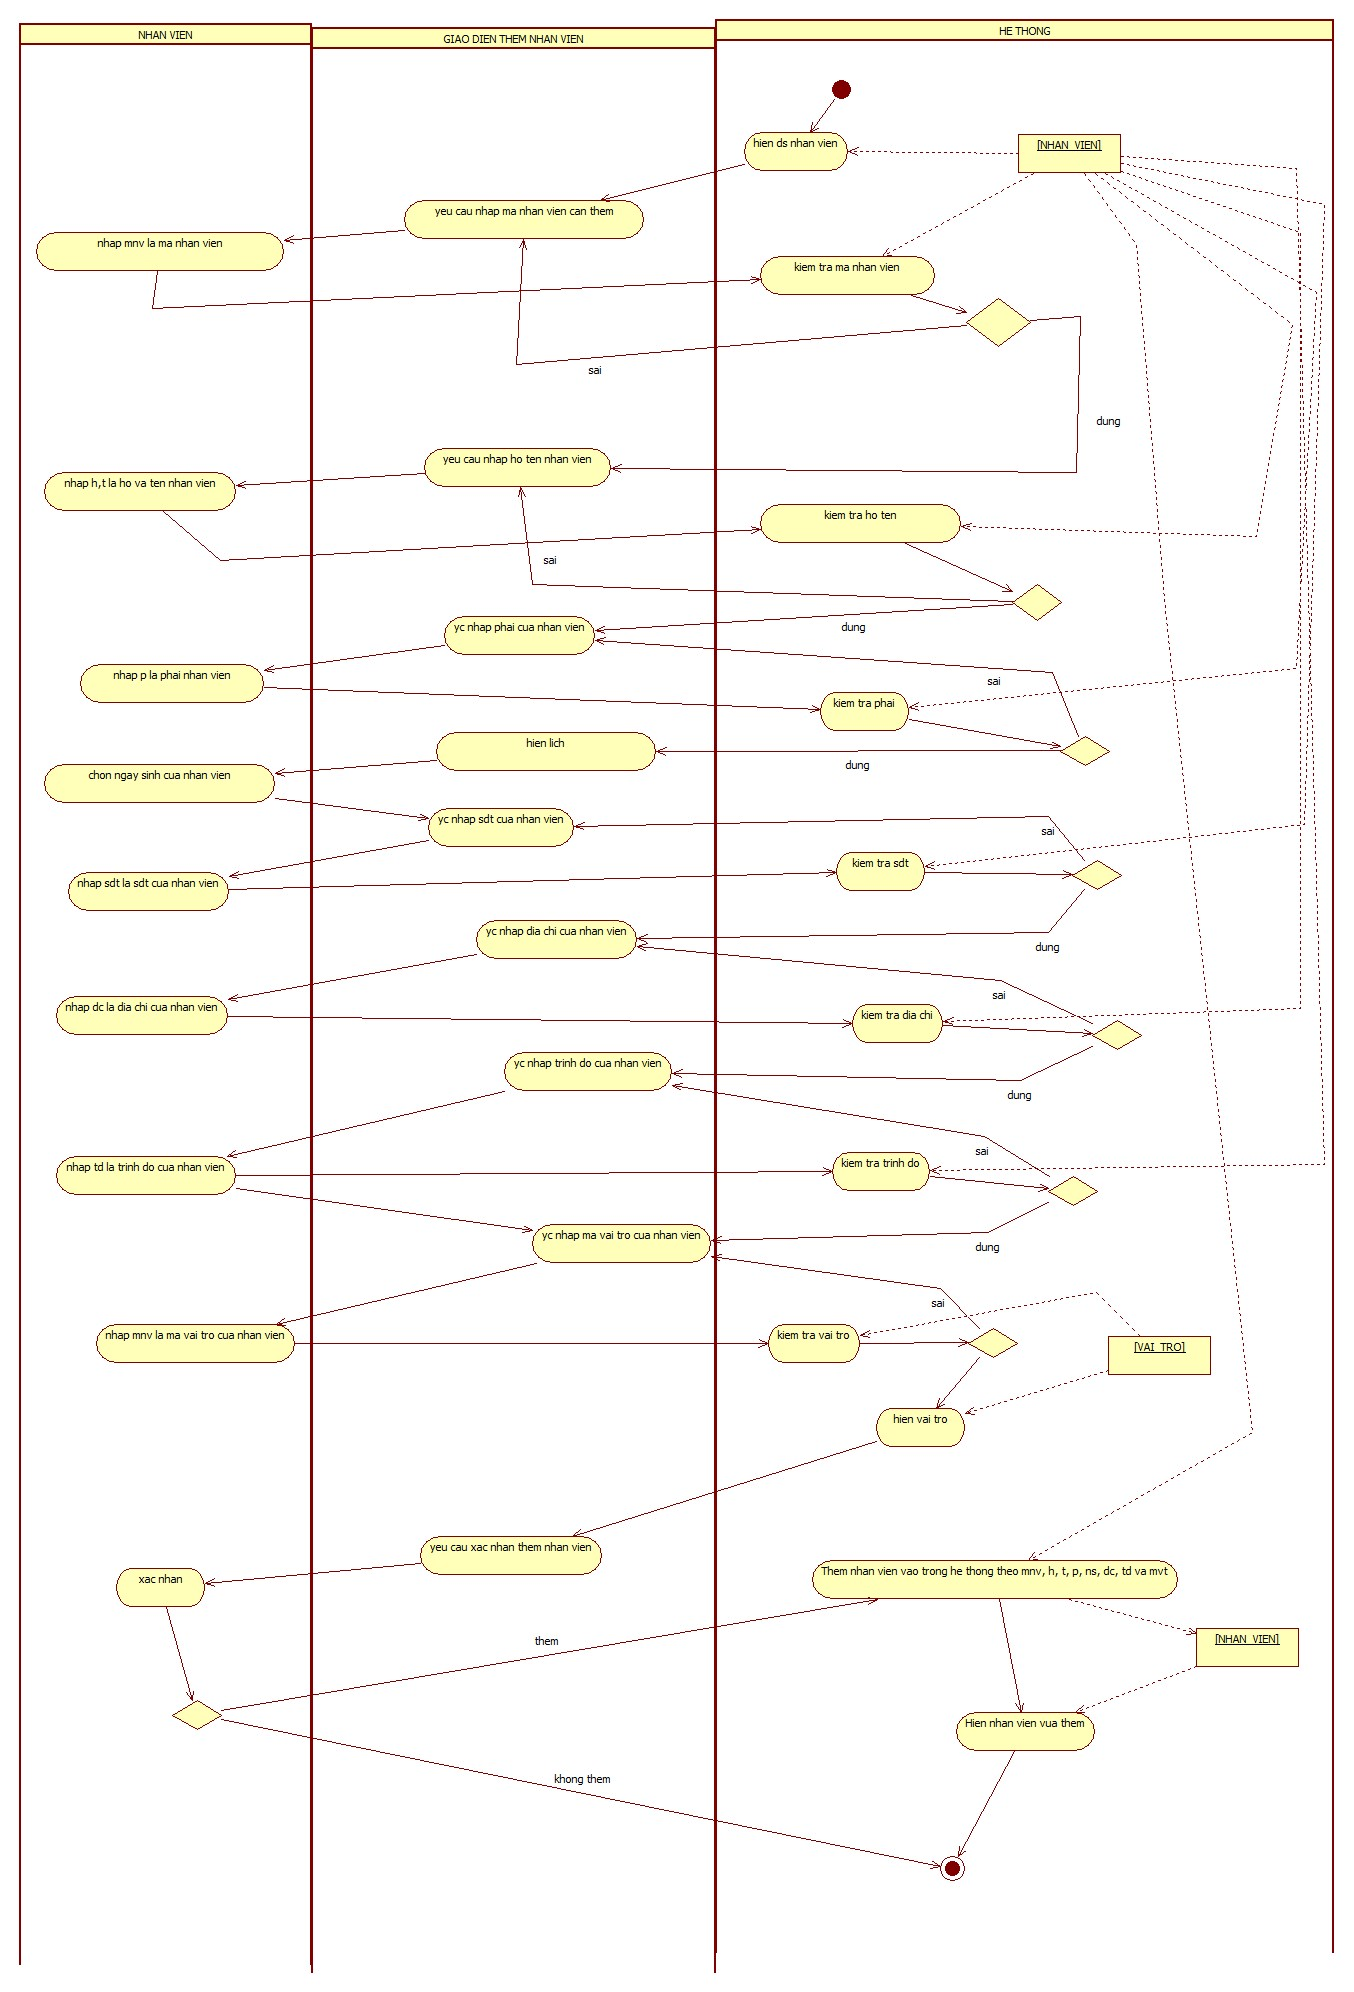 NHAN VIEN
GIAO DIEN THEM NHAN VIEN
HE THONG
hien ds nhan vien
[NHAN_VIEN]
yeu cau nhap ma nhan vien can them
nhap mnv la ma nhan vien
kiem tra ma nhan vien
sai
dung
yeu cau nhap ho ten nhan vien
nhap h,t la ho va ten nhan vien
kiem tra ho ten
sai
dung
yc nhap phai cua nhan vien
nhap p la phai nhan vien
sai
kiem tra phai
hien lich
dung
chon ngay sinh cua nhan vien
yc nhap sdt cua nhan vien
sai
kiem tra sdt
nhap sdt la sdt cua nhan vien
yc nhap dia chi cua nhan vien
dung
sai
nhap dc la dia chi cua nhan vien
kiem tra dia chi
yc nhap trinh do cua nhan vien
dung
sai
nhap td la trinh do cua nhan vien
kiem tra trinh do
yc nhap ma vai tro cua nhan vien
dung
sai
nhap mnv la ma vai tro cua nhan vien
kiem tra vai tro
[VAI_TRO]
hien vai tro
yeu cau xac nhan them nhan vien
xac nhan
Them nhan vien vao trong he thong theo mnv, h, t, p, ns, dc, td va mvt
them
[NHAN_VIEN]
Hien nhan vien vua them
khong them